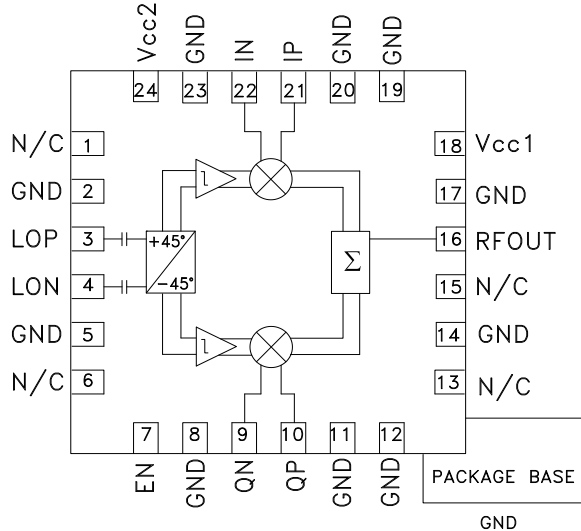 Vcc2 GND IN IP GND GND
24 23 22 21 20 19
N/C 1
GND 2
LOP 3
LON 4
GND 5
N/C 6
+45°
-45°
1
1
Σ
18 Vcc1
17 GND
16 RFOUT
15 N/C
14 GND
13 N/C
7 8 9 10 11 12
EN GND QN QP GND GND
PACKAGE BASE
GND